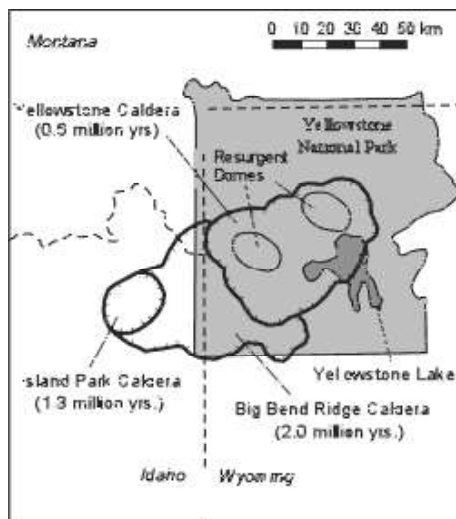 Montana
0 10 20 30 40 50 km
Yellowstone Caldera
(0.6 million yrs)
Yellowstone
National Park
Resurgent
Domes
Island Park Caldera
(1.3 million yrs.)
Yellowstone Lake
Big Bend Ridge Caldera
(2.0 million yrs.)
Idaho
Wyoming